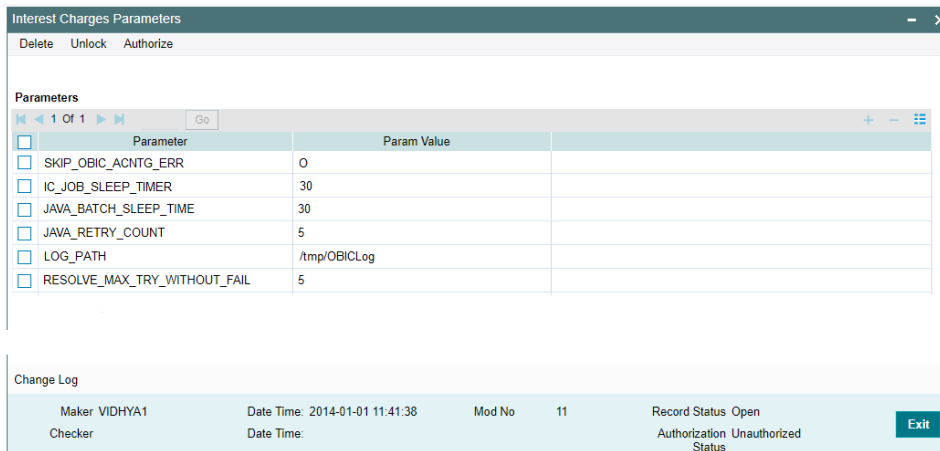 Interest Charges Parameters
Delete Unlock Authorize
Parameters
1 Of 1 Go
Parameter Param Value
SKIP_OBIC_ACNTG_ERR O
IC_JOB_SLEEP_TIMER 30
JAVA_BATCH_SLEEP_TIME 30
JAVA_RETRY_COUNT 5
LOG_PATH /tmp/OBICLog
RESOLVE_MAX_TRY_WITHOUT_FAIL 5
Change Log
Maker VIDHYA1 Date Time: 2014-01-01 11:41:38 Mod No 11 Record Status Open
Checker Date Time: Authorization Unauthorized
Status
Exit